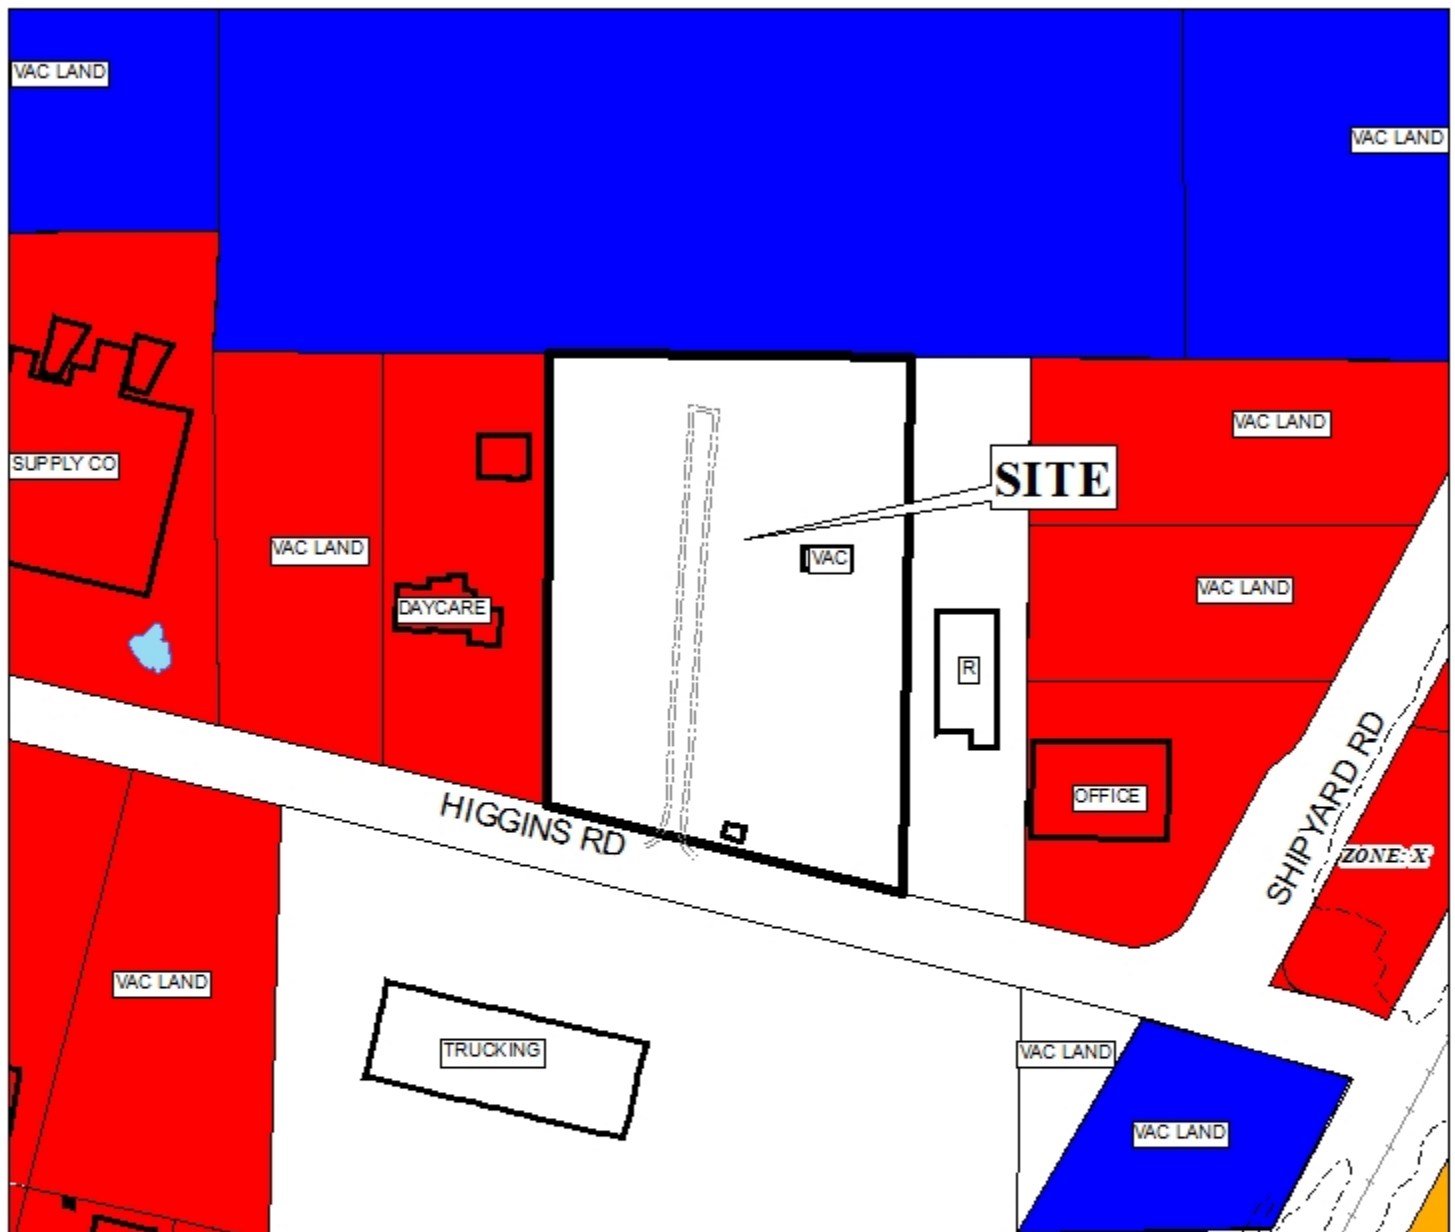 VAC LAND
VAC LAND
VAC LAND
SUPPLY CO
SITE
VAC LAND
VAC
VAC LAND
DAYCARE
R
OFFICE
SHIPYARD RD
HIGGINS RD
ZONE: X
VAC LAND
TRUCKING
VAC LAND
VAC LAND